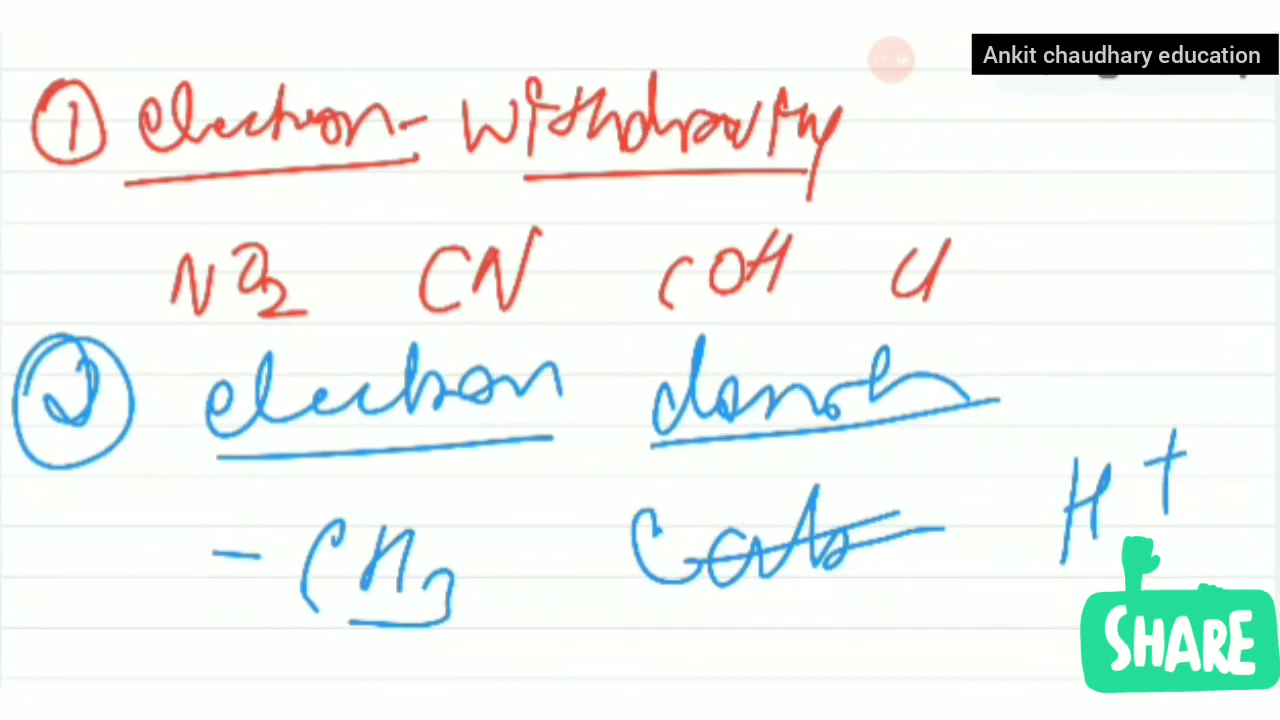 Ankit chaudhary education
① electron- withdrawing
NO2 CN COH Cl
② electron donor
- CH3 H+
SHARE